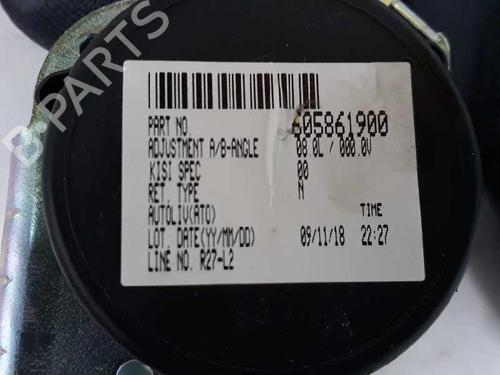 B-PARTS
PART NO. 605861900
ADJUSTMENT A/B-ANGLE 08.0L / 000.0V
KISI SPEC 00
RET. TYPE N
AUTOLIV(ATO) TIME
LOT. DATE(YY/MM/DD) 09/11/18 22:27
LINE NO. R27-L2